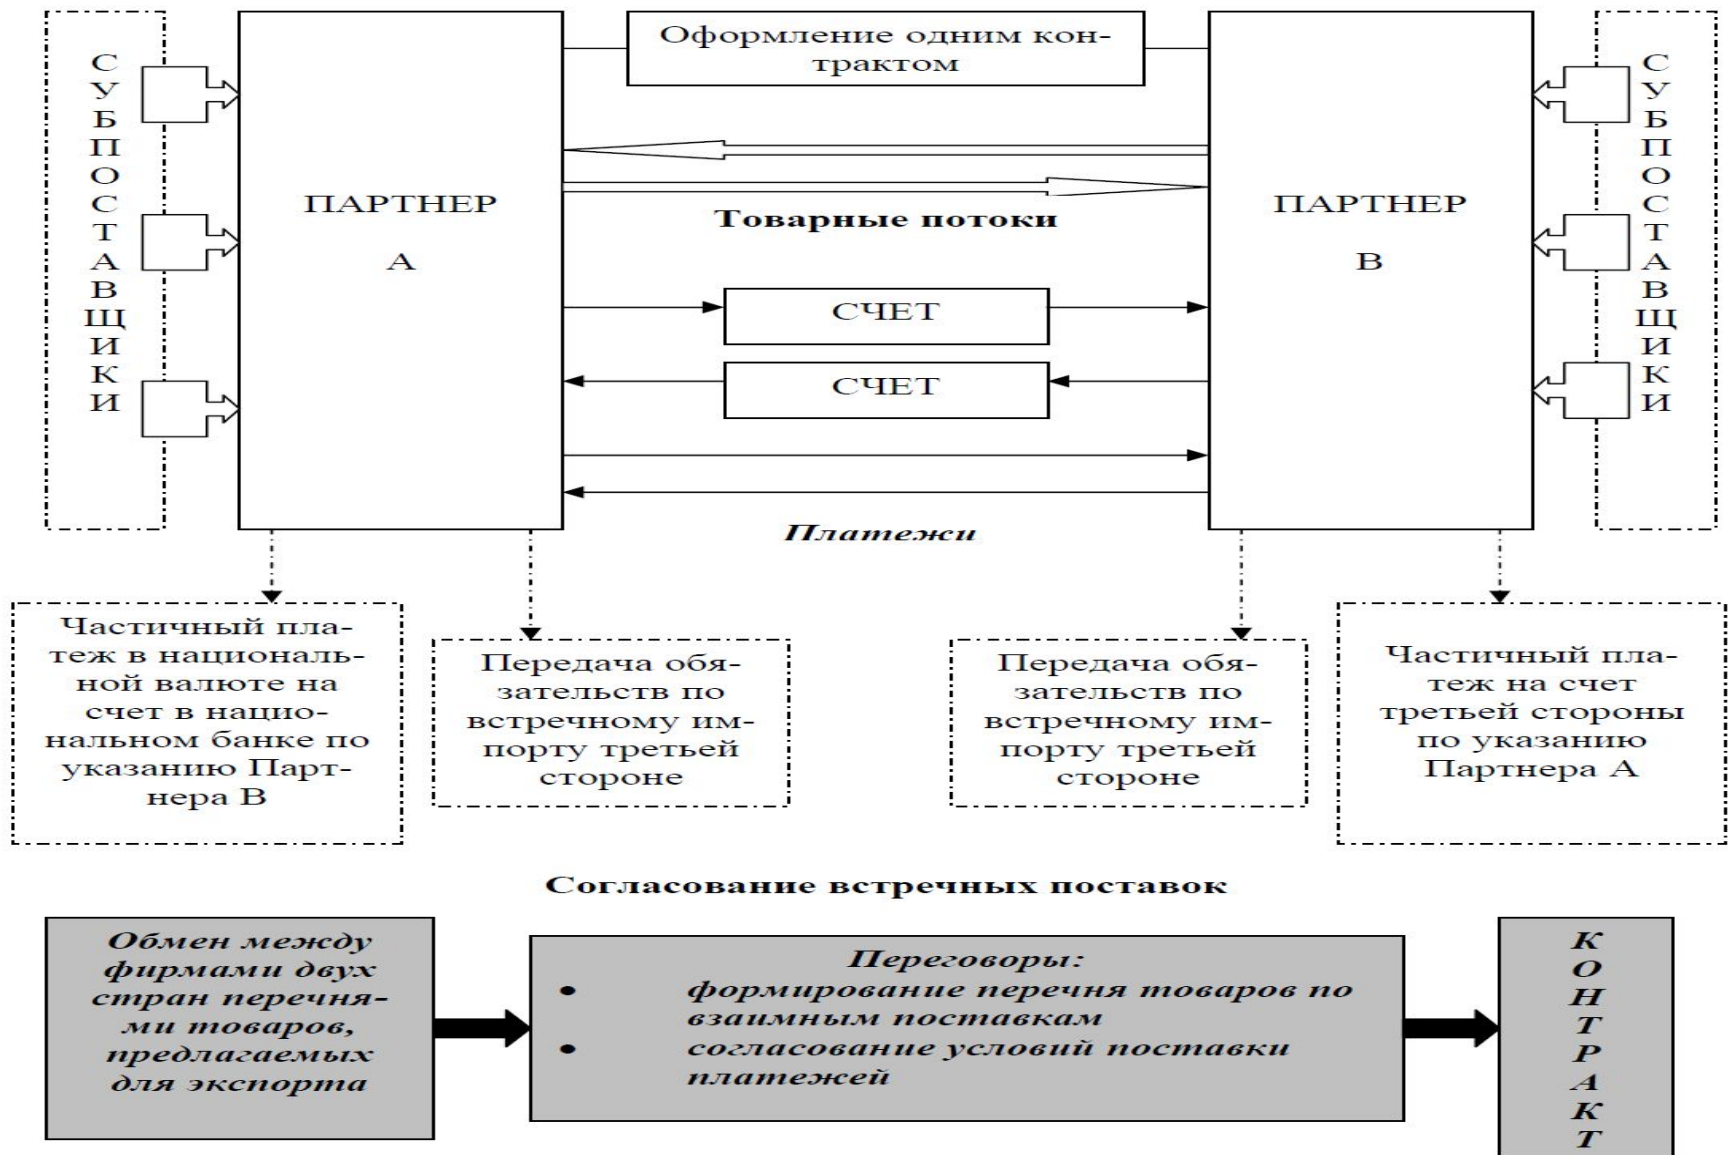 СУБПОСТАВЩИКИ
ПАРТНЕР
А
Оформление одним кон-
трактом
Товарные потоки
СЧЕТ
СЧЕТ
Платежи
ПАРТНЕР
В
СУБПОСТАВЩИКИ
Частичный пла-
теж в националь-
ной валюте на
счет в нацио-
нальном банке по
указанию Парт-
нера В
Передача обя-
зательств по
встречному им-
порту третьей
стороне
Передача обя-
зательств по
встречному им-
порту третьей
стороне
Частичный пла-
теж на счет
третьей стороны
по указанию
Партнера А
Согласование встречных поставок
Обмен между
фирмами двух
стран перечня-
ми товаров,
предлагаемых
для экспорта
Переговоры:
• формирование перечня товаров по
взаимным поставкам
• согласование условий поставки
платежей
КОНТРАКТ